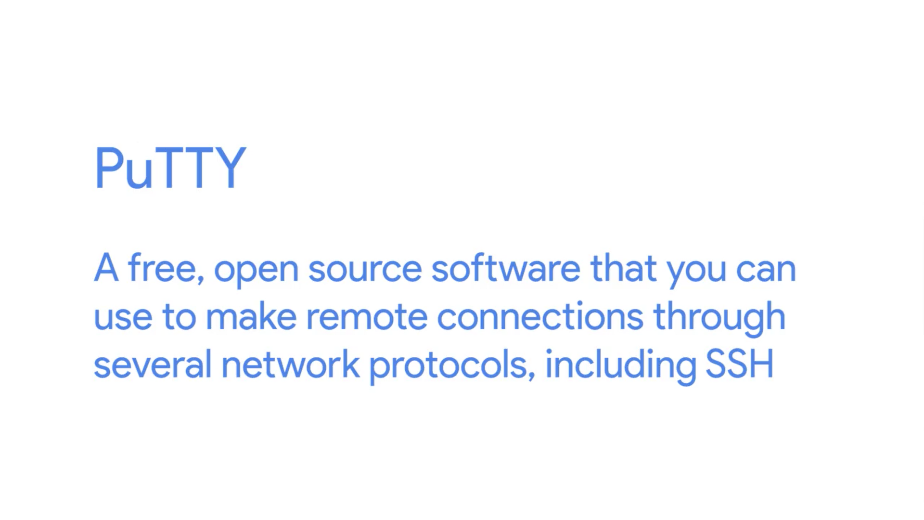 PuTTY
A free, open source software that you can
use to make remote connections through
several network protocols, including SSH